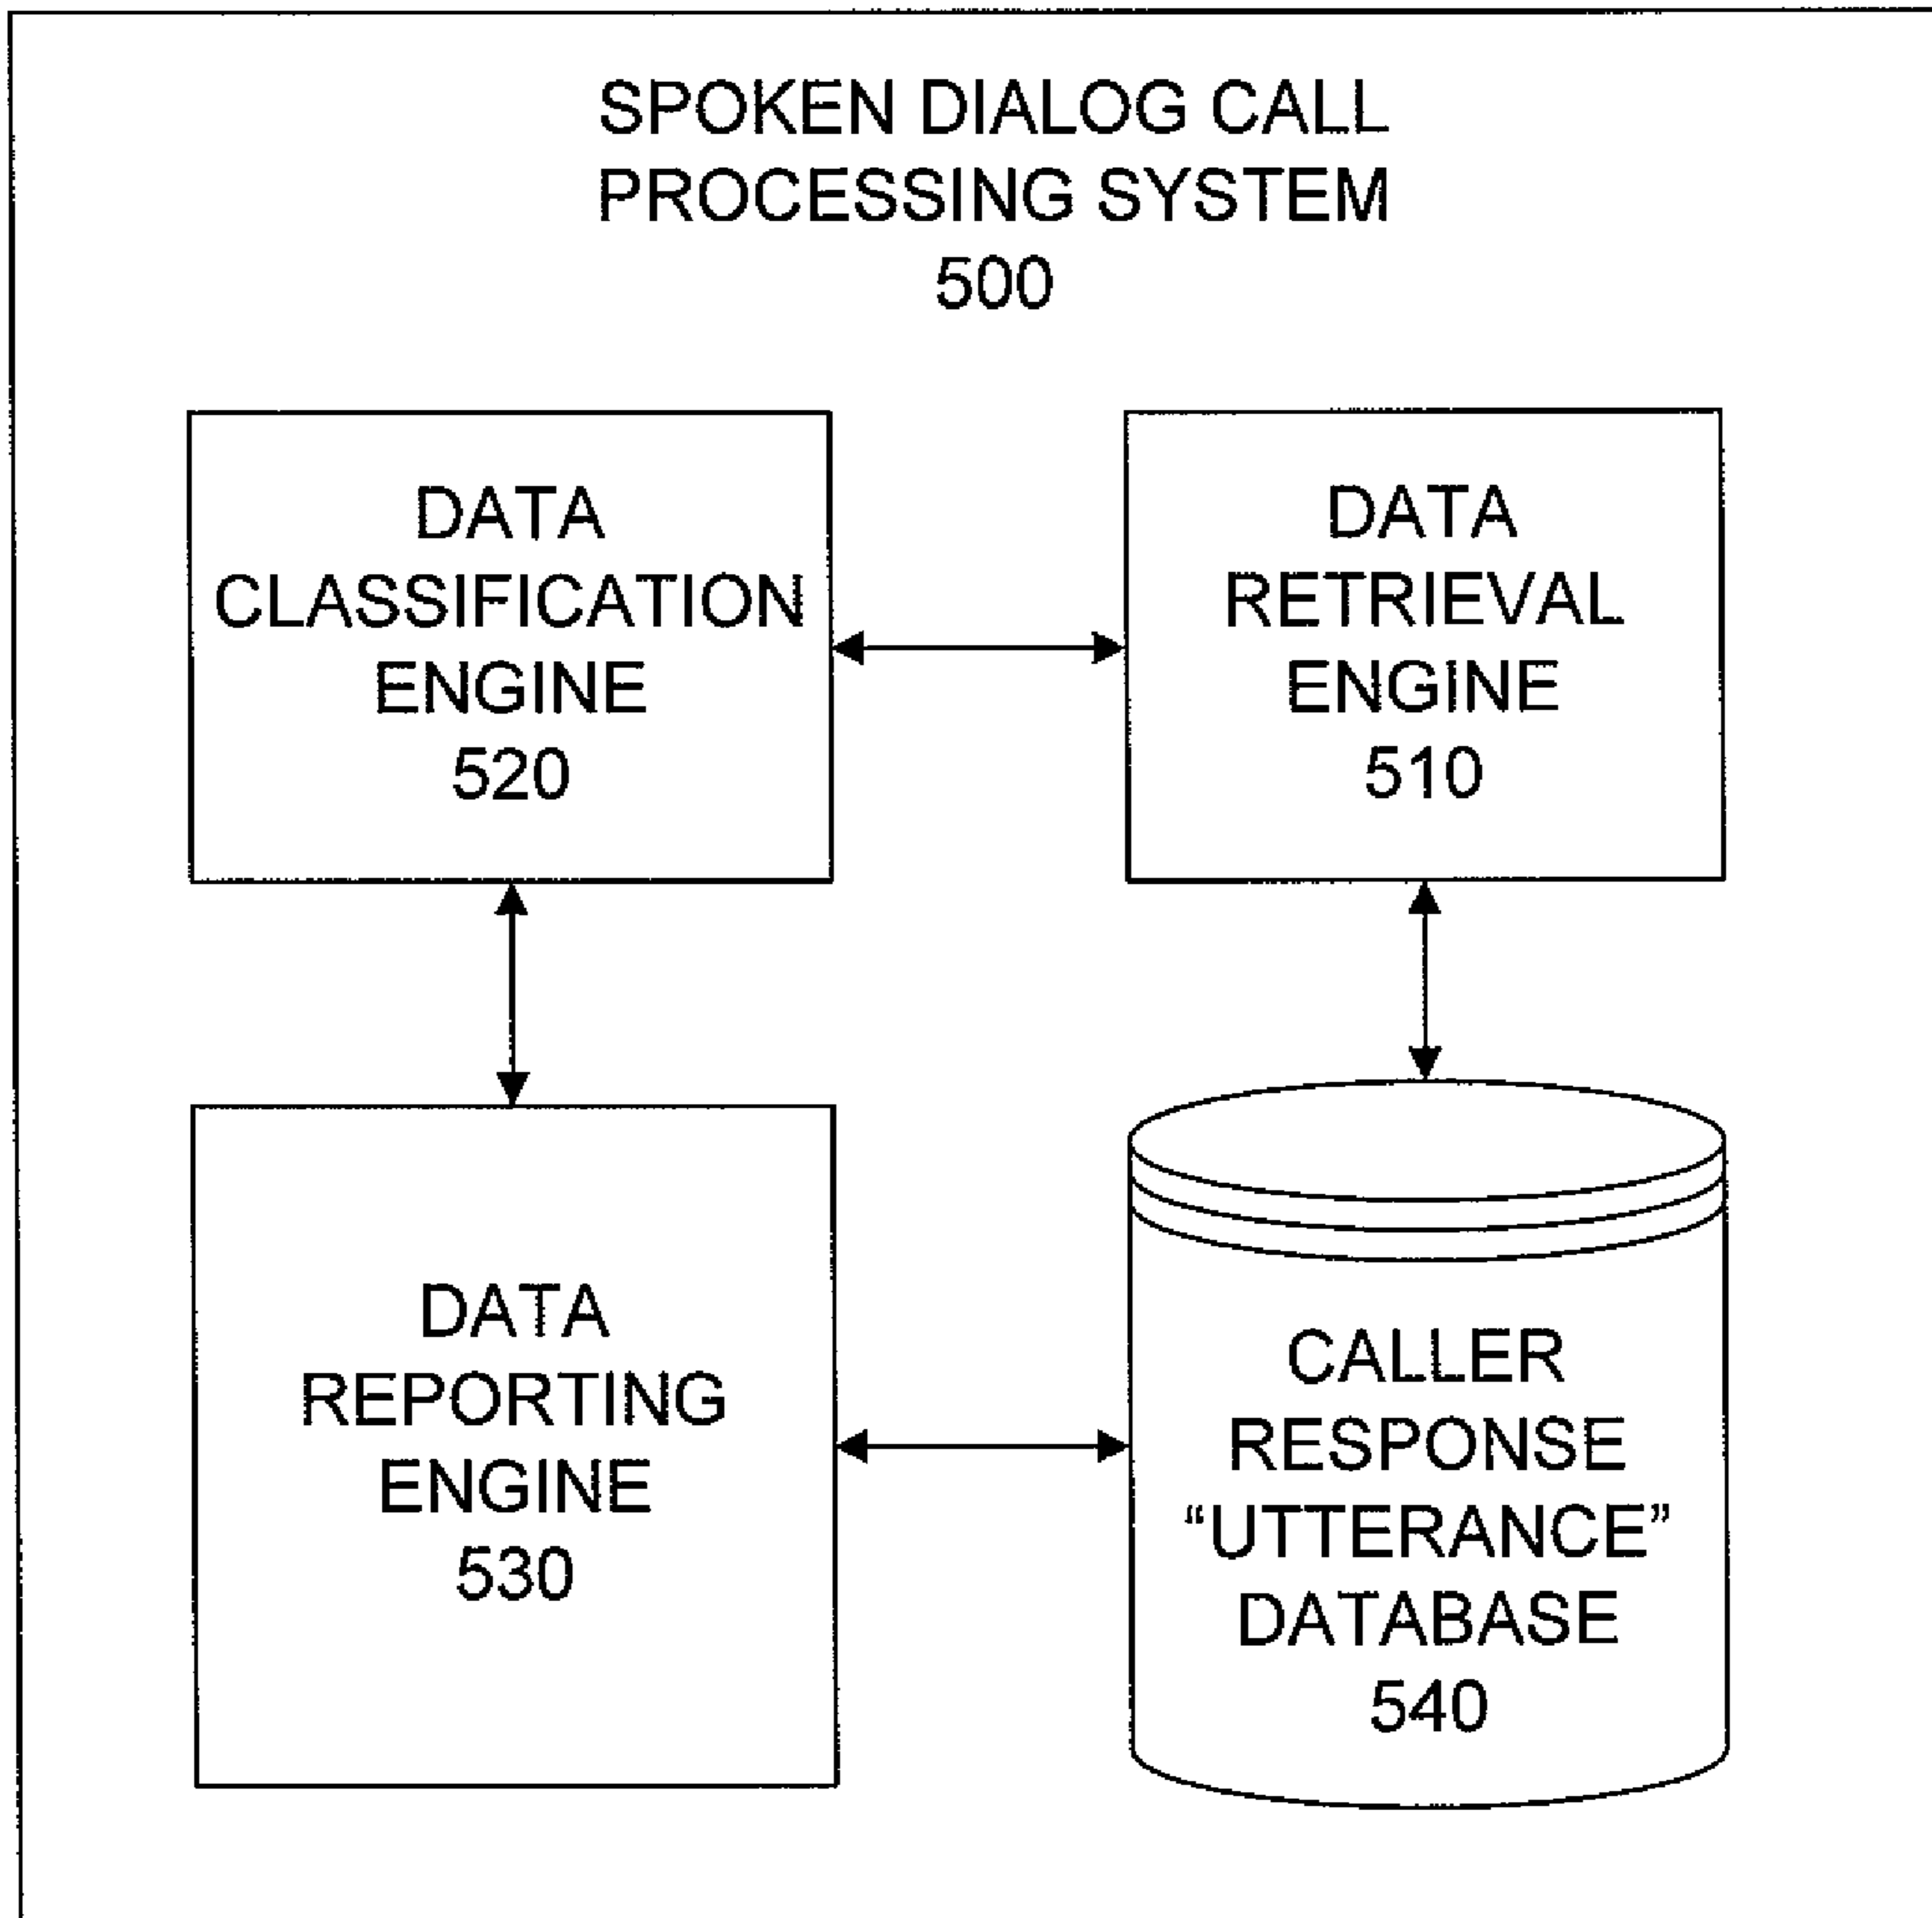 SPOKEN DIALOG CALL
PROCESSING SYSTEM
500
DATA
CLASSIFICATION
ENGINE
520
DATA
RETRIEVAL
ENGINE
510
DATA
REPORTING
ENGINE
530
CALLER
RESPONSE
“UTTERANCE”
DATABASE
540